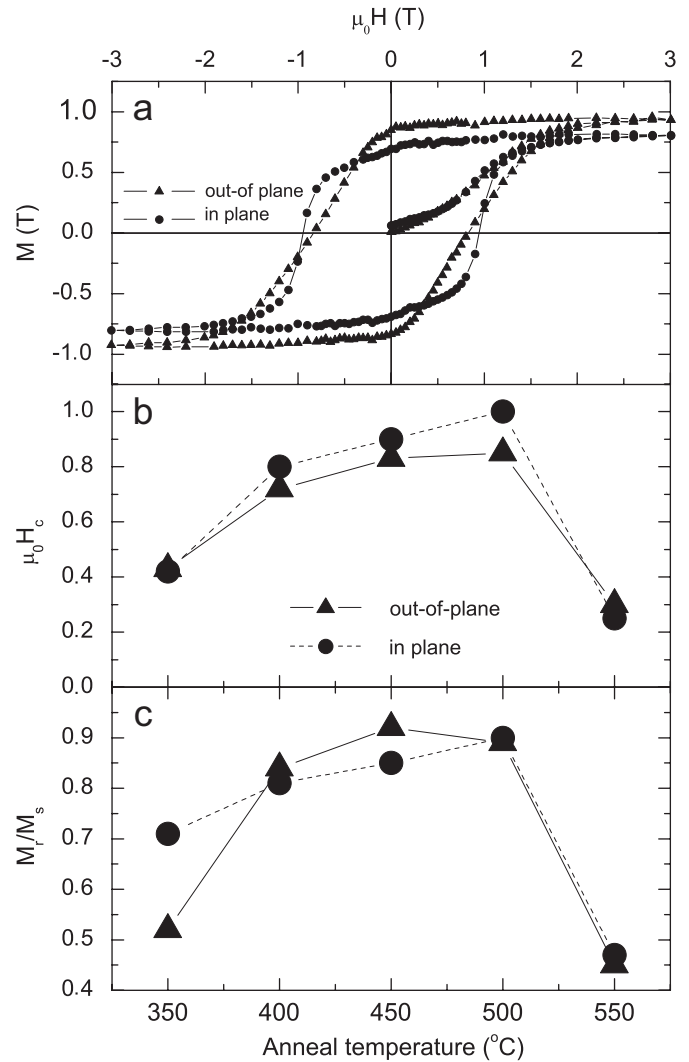 μ₀H (T)
-3 -2 -1 0 1 2 3
a
1.0
0.5
0.0
-0.5
-1.0
M (T)
out-of plane
in plane
b
1.0
0.8
0.6
0.4
0.2
0.0
μ₀Hc
out-of-plane
in plane
c
0.9
0.8
0.7
0.6
0.5
0.4
Mr/Ms
350 400 450 500 550
Anneal temperature (°C)